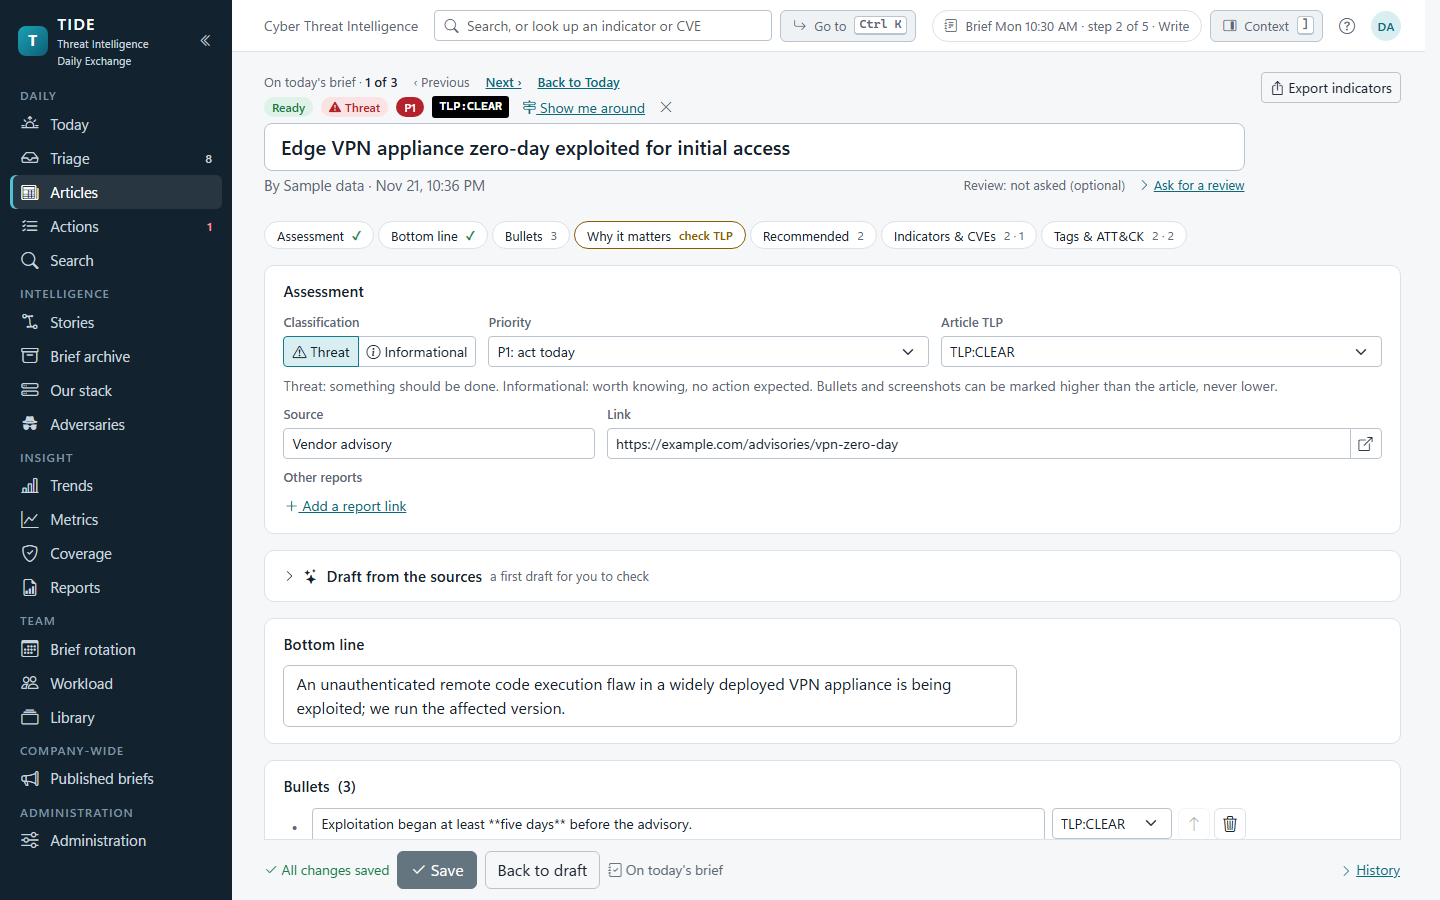 T
TIDE
Threat Intelligence
Daily Exchange
DAILY
Today
Triage 8
Articles
Actions 1
Search
INTELLIGENCE
Stories
Brief archive
Our stack
Adversaries
INSIGHT
Trends
Metrics
Coverage
Reports
TEAM
Brief rotation
Workload
Library
COMPANY-WIDE
Published briefs
ADMINISTRATION
Administration
Cyber Threat Intelligence
Search, or look up an indicator or CVE
Go to Ctrl K
Brief Mon 10:30 AM · step 2 of 5 · Write
Context ]
?
DA
On today's brief · 1 of 3 ‹ Previous Next › Back to Today
Export indicators
Ready Threat P1 TLP:CLEAR Show me around
Edge VPN appliance zero-day exploited for initial access
By Sample data · Nov 21, 10:36 PM
Review: not asked (optional) Ask for a review
Assessment ✓ Bottom line ✓ Bullets 3 Why it matters check TLP Recommended 2 Indicators & CVEs 2 · 1 Tags & ATT&CK 2 · 2
Assessment
Classification Priority Article TLP
Threat Informational P1: act today TLP:CLEAR
Threat: something should be done. Informational: worth knowing, no action expected. Bullets and screenshots can be marked higher than the article, never lower.
Source Link
Vendor advisory https://example.com/advisories/vpn-zero-day
Other reports
+ Add a report link
Draft from the sources a first draft for you to check
Bottom line
An unauthenticated remote code execution flaw in a widely deployed VPN appliance is being
exploited; we run the affected version.
Bullets (3)
• Exploitation began at least **five days** before the advisory. TLP:CLEAR
✓ All changes saved ✓ Save Back to draft On today's brief History